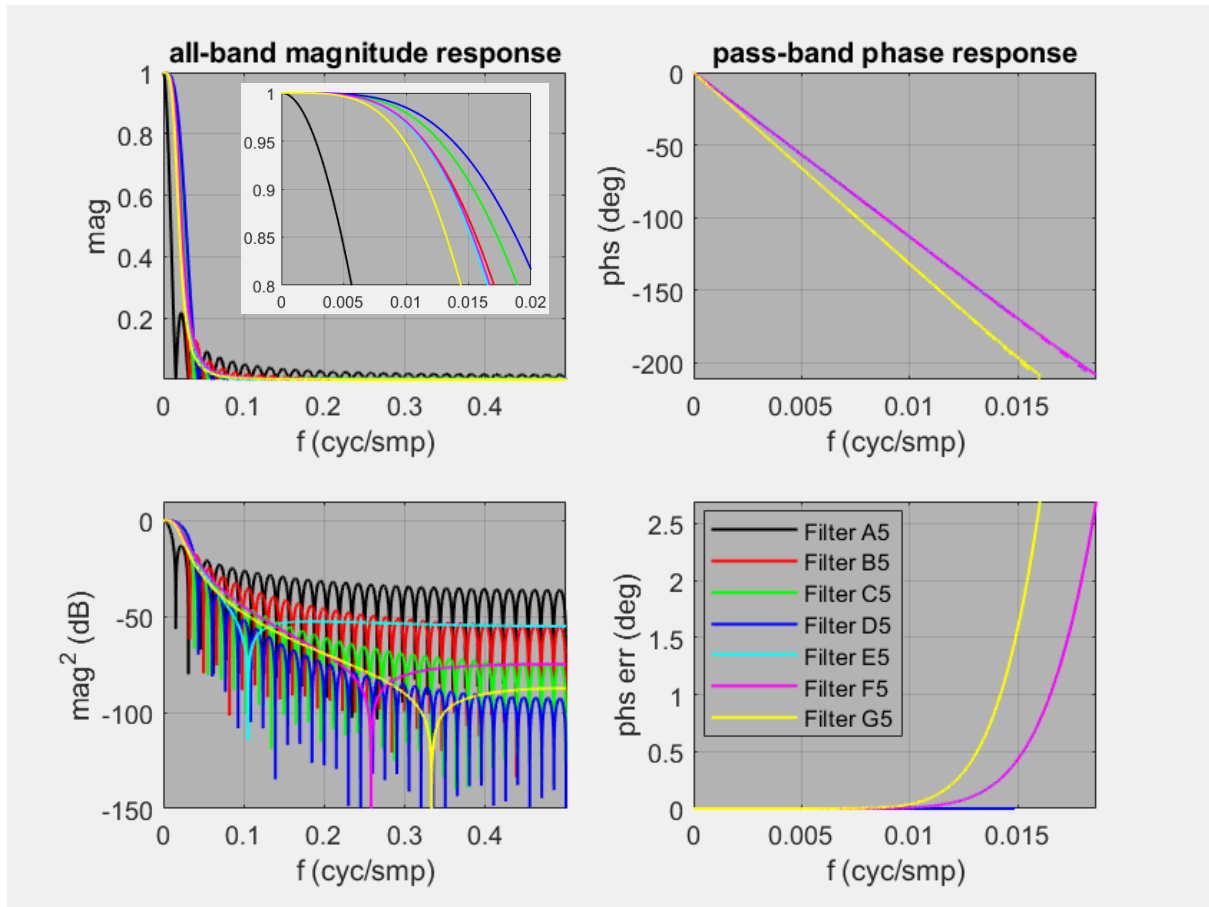 all-band magnitude response
1
0.8
0.6
0.4
0.2
mag
0
0.1
0.2
0.3
0.4
f (cyc/smp)
1
0.95
0.9
0.85
0.8
0
0.005
0.010
0.015
0.02
pass-band phase response
0
-50
-100
-150
-200
phs (deg)
0
0.005
0.01
0.015
f (cyc/smp)
0
-50
-100
-150
mag2 (dB)
0
0.1
0.2
0.3
0.4
f (cyc/smp)
2.5
2
1.5
1
0.5
0
phs err (deg)
Filter A5
Filter B5
Filter C5
Filter D5
Filter E5
Filter F5
Filter G5
0
0.005
0.01
0.015
f (cyc/smp)